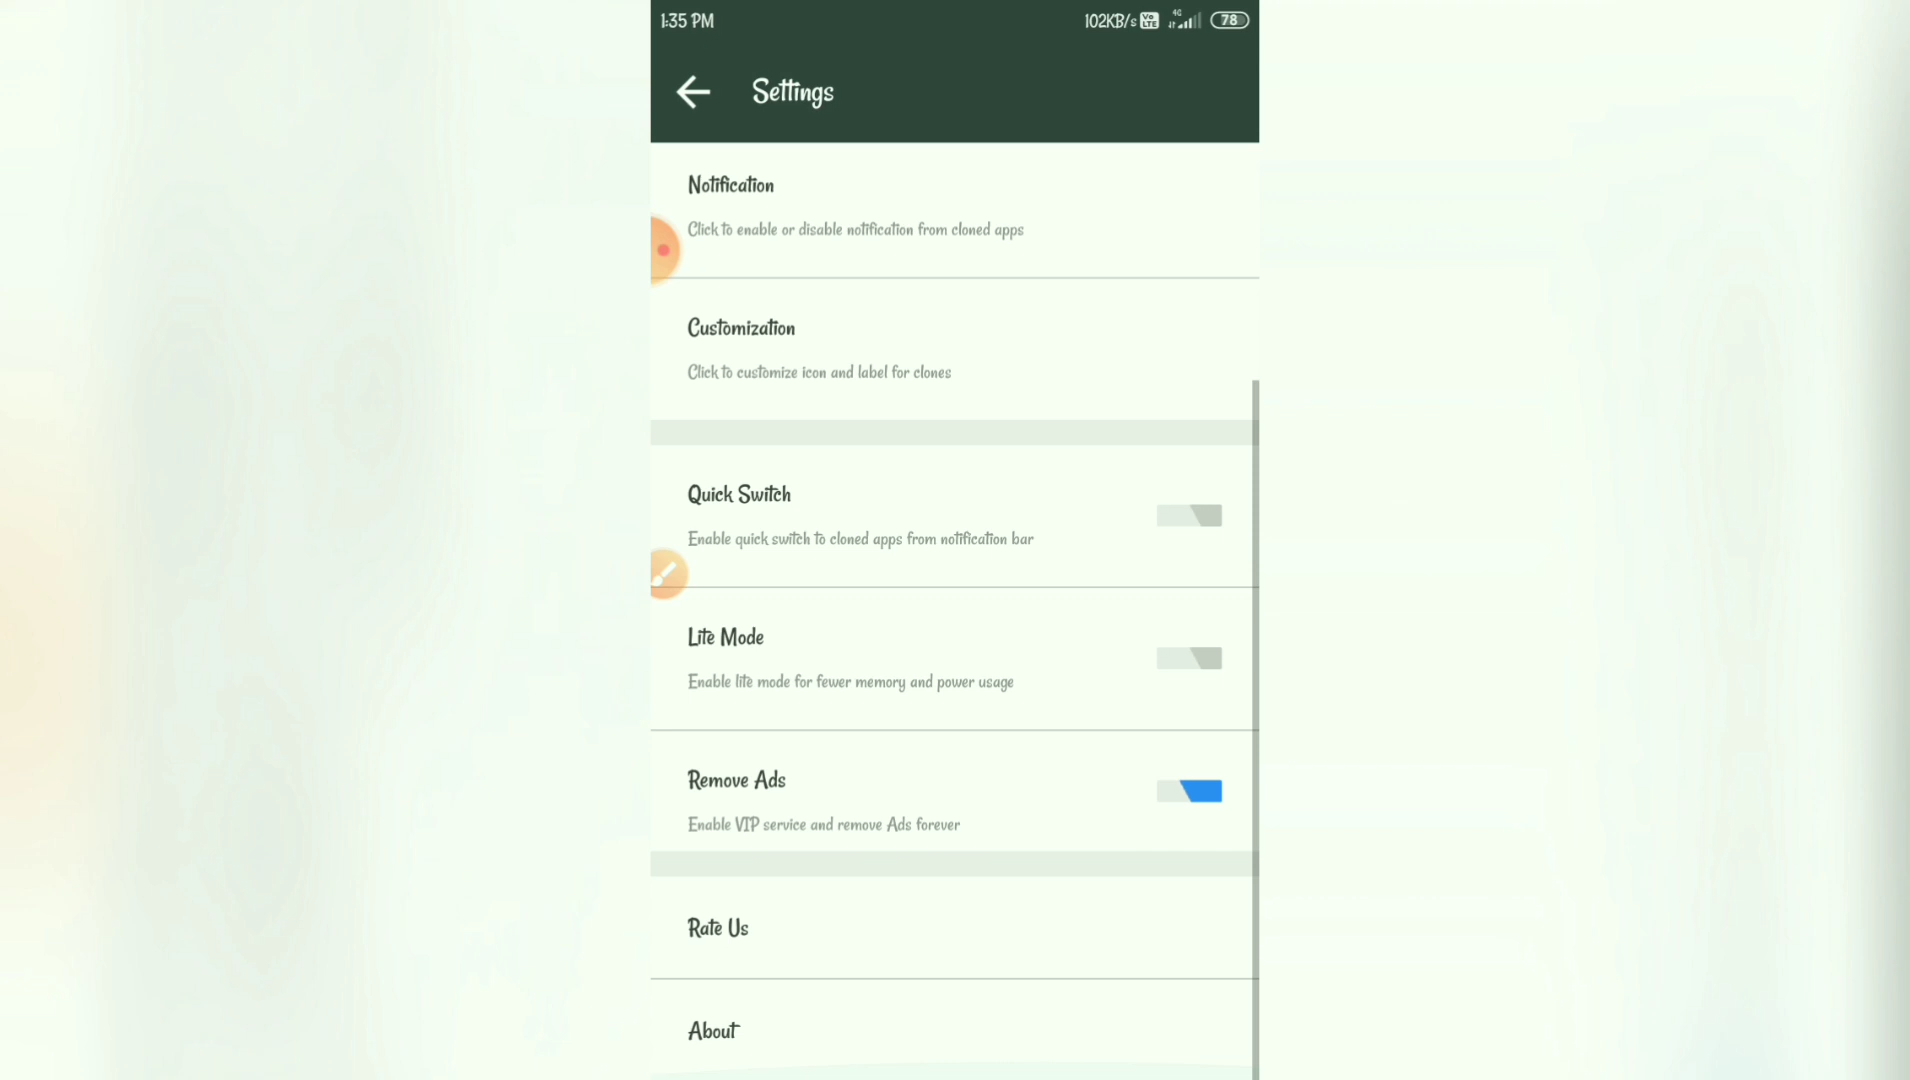 1:35 PM
102KB/s Vo LTE 4G 78
Settings
Notification
Click to enable or disable notification from cloned apps
Customization
Click to customize icon and label for clones
Quick Switch
Enable quick switch to cloned apps from notification bar
Lite Mode
Enable lite mode for fewer memory and power usage
Remove Ads
Enable VIP service and remove Ads forever
Rate Us
About